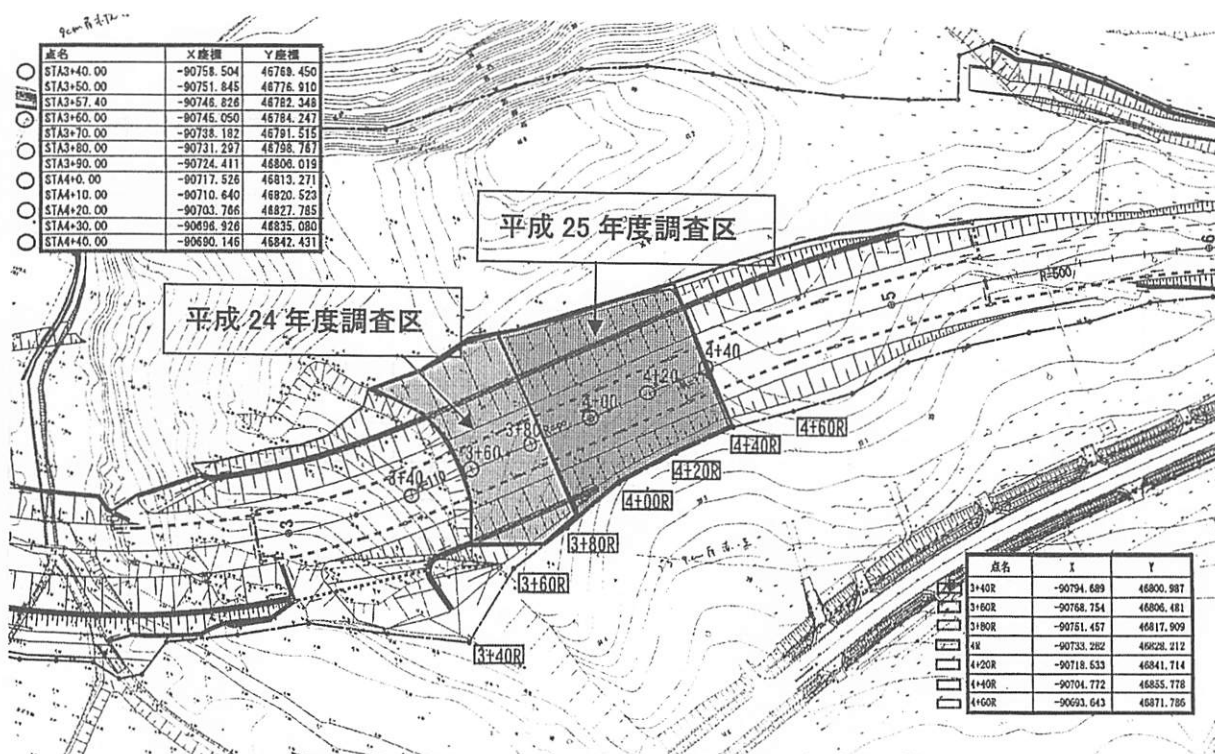 点名 X座標 Y座標
STA3+40.00 -90758.504 46769.450
STA3+50.00 -90751.845 46776.910
STA3+57.40 -90746.826 46782.348
STA3+60.00 -90745.050 46784.247
STA3+70.00 -90738.182 46791.515
STA3+80.00 -90731.297 46798.767
STA3+90.00 -90724.411 46806.019
STA4+0.00 -90717.526 46813.271
STA4+10.00 -90710.640 46820.523
STA4+20.00 -90703.766 46827.785
STA4+30.00 -90696.926 46835.080
STA4+40.00 -90690.146 46842.431
平成 25 年度調査区
平成 24 年度調査区
R=500
6
5
4+40
4+20
4+00
3+80
3+60
3+40
3
4+60R
4+40R
4+20R
4+00R
3+80R
3+60R
3+40R
点名 X Y
3+40R -90794.689 46800.987
3+60R -90768.754 46806.481
3+80R -90751.457 46817.909
4R -90733.282 46828.212
4+20R -90718.533 46841.714
4+40R -90704.772 46855.778
4+60R -90693.643 46871.786